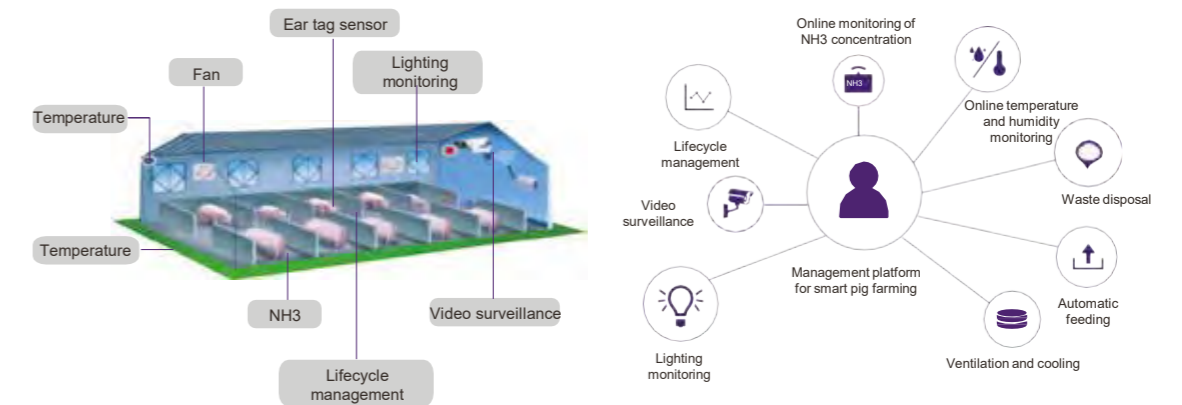 Ear tag sensor
Fan
Lighting
monitoring
Temperature
Temperature
NH3
Video surveillance
Lifecycle
management
Online monitoring of
NH3 concentration
NH3
Lifecycle
management
Online temperature
and humidity
monitoring
Video
surveillance
Waste disposal
Management platform
for smart pig farming
Automatic
feeding
Lighting
monitoring
Ventilation and cooling